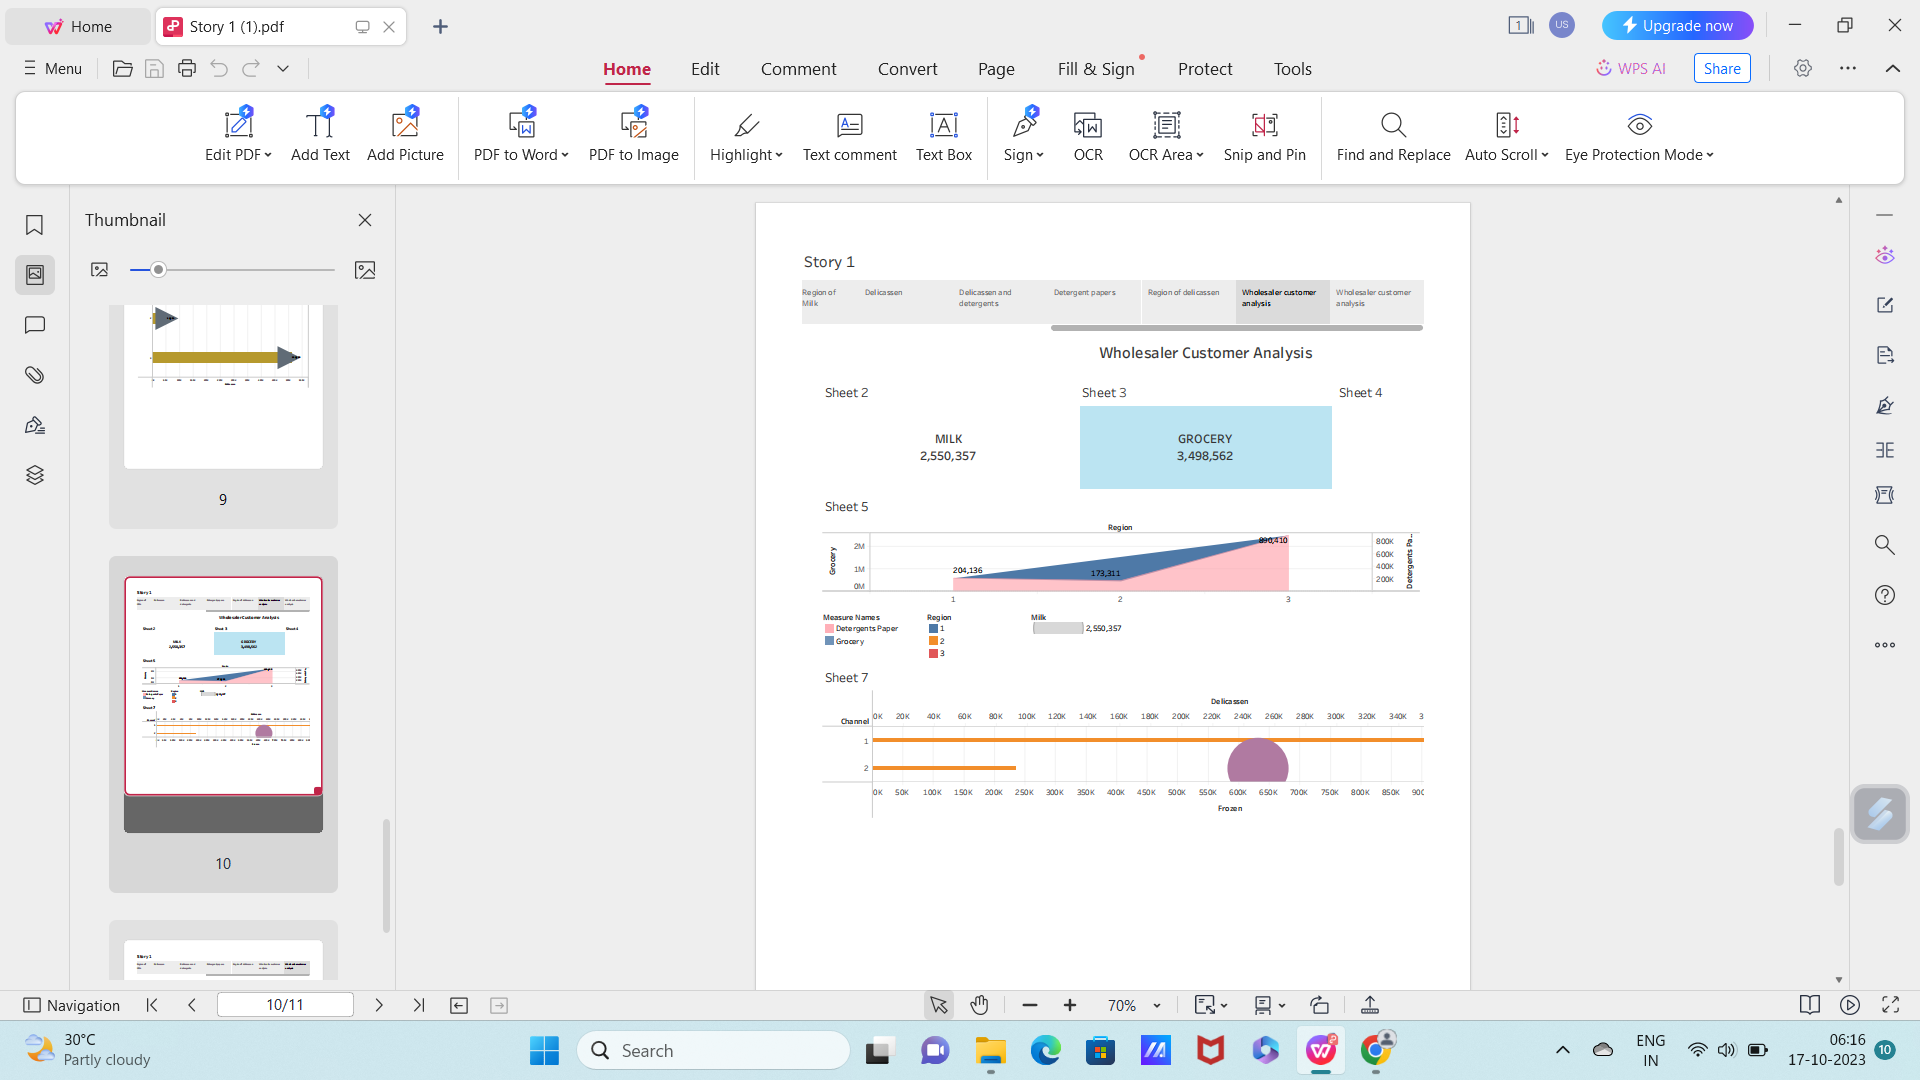 Home
Story 1 (1).pdf
1
US
Upgrade now
Menu
Home Edit Comment Convert Page Fill & Sign Protect Tools
WPS AI
Share
Edit PDF Add Text Add Picture PDF to Word PDF to Image Highlight Text comment Text Box Sign OCR OCR Area Snip and Pin Find and Replace Auto Scroll Eye Protection Mode
Thumbnail
9
10
Story 1
Region of Delicassen Delicassen and Detergent papers Region of delicassen Wholesaler customer Wholesaler customer
Milk detergents analysis analysis
Wholesaler Customer Analysis
Sheet 2 Sheet 3 Sheet 4
MILK GROCERY
2,550,357 3,498,562
Sheet 5
Region
Grocery
2M
1M
0M
204,136
173,311
890,410
800K
600K
400K
200K
Detergents Pa..
1 2 3
Measure Names Region Milk
Detergents Paper 1 2,550,357
Grocery 2
3
Sheet 7
Delicassen
0K 20K 40K 60K 80K 100K 120K 140K 160K 180K 200K 220K 240K 260K 280K 300K 320K 340K 3
Channel
1
2
0K 50K 100K 150K 200K 250K 300K 350K 400K 450K 500K 550K 600K 650K 700K 750K 800K 850K 900
Frozen
Navigation
10/11
70%
30°C
Partly cloudy
Search
ENG
IN
06:16
17-10-2023
10